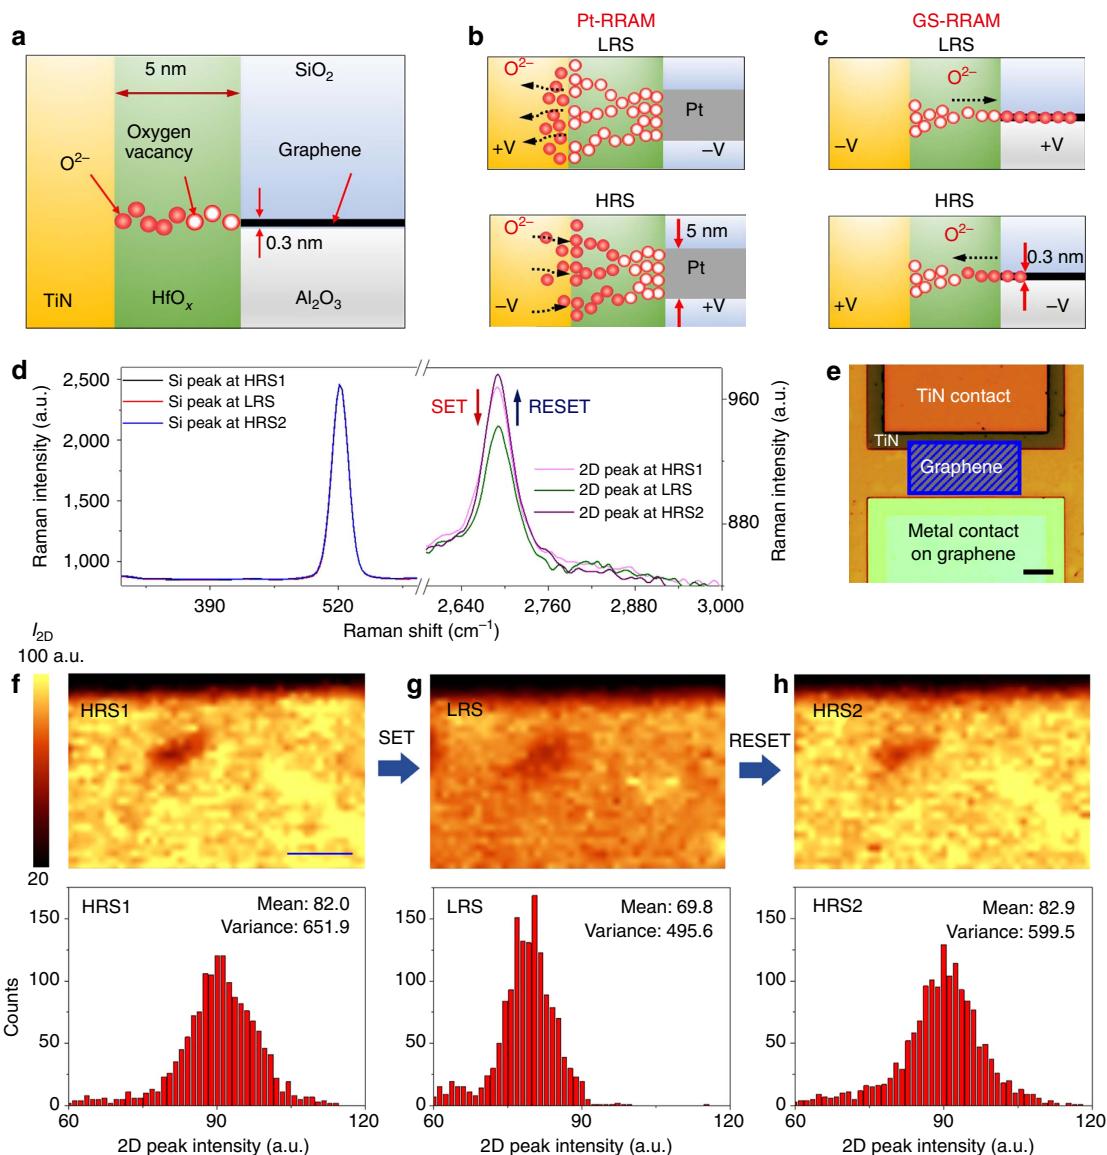 a
5 nm
SiO2
Oxygen
vacancy
O2−
Graphene
0.3 nm
TiN
HfOx
Al2O3
b
Pt-RRAM
LRS
O2−
Pt
+V
−V
HRS
O2−
5 nm
Pt
−V
+V
c
GS-RRAM
LRS
O2−
−V
+V
HRS
O2−
0.3 nm
+V
−V
d
2,500
2,000
1,500
1,000
Raman intensity (a.u.)
Si peak at HRS1
Si peak at LRS
Si peak at HRS2
SET
RESET
2D peak at HRS1
2D peak at LRS
2D peak at HRS2
960
880
Raman intensity (a.u.)
390
520
2,640
2,760
2,880
3,000
Raman shift (cm−1)
e
TiN contact
TiN
Graphene
Metal contact
on graphene
I2D
100 a.u.
20
f
HRS1
SET
g
LRS
RESET
h
HRS2
HRS1
Mean: 82.0
Variance: 651.9
150
100
50
0
Counts
60
90
120
2D peak intensity (a.u.)
LRS
Mean: 69.8
Variance: 495.6
150
100
50
0
60
90
120
2D peak intensity (a.u.)
HRS2
Mean: 82.9
Variance: 599.5
150
100
50
0
60
90
120
2D peak intensity (a.u.)